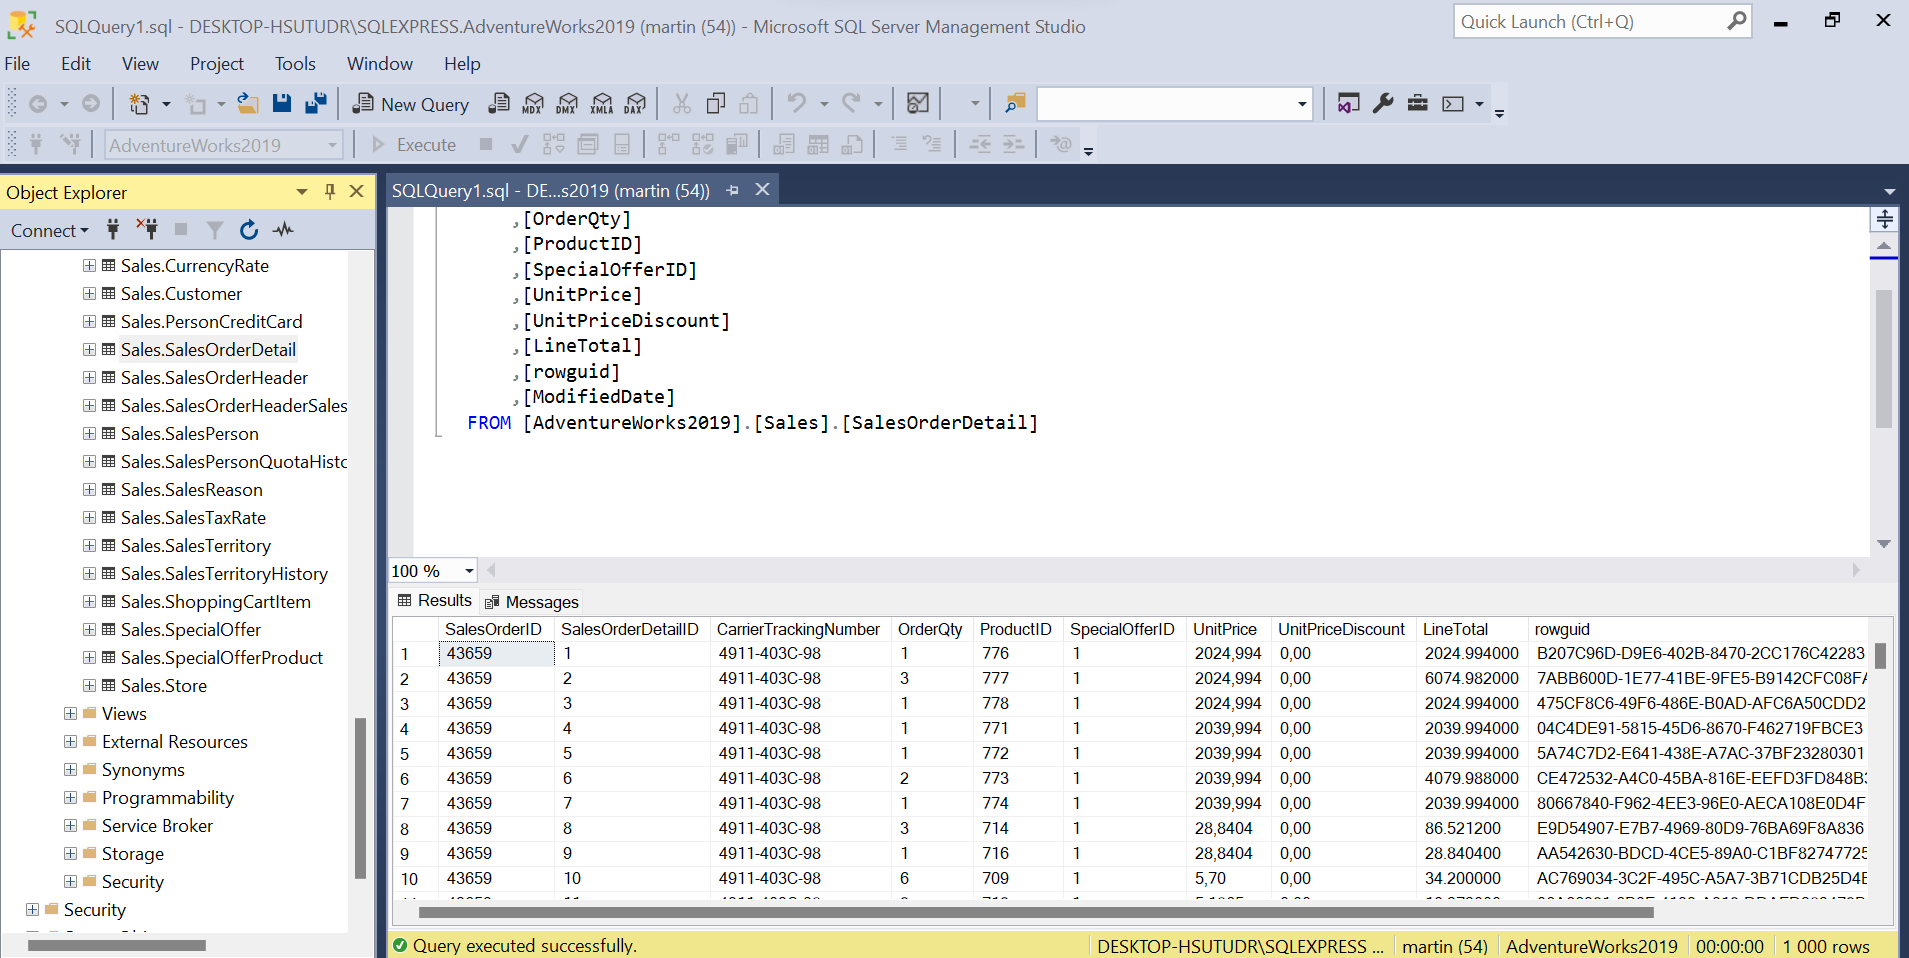 SQLQuery1.sql - DESKTOP-HSUTUDR\SQLEXPRESS.AdventureWorks2019 (martin (54)) - Microsoft SQL Server Management Studio
Quick Launch (Ctrl+Q)
File Edit View Project Tools Window Help
New Query MDX DMX XMLA DAX
AdventureWorks2019 Execute
Object Explorer
Connect
Sales.CurrencyRate
Sales.Customer
Sales.PersonCreditCard
Sales.SalesOrderDetail
Sales.SalesOrderHeader
Sales.SalesOrderHeaderSales
Sales.SalesPerson
Sales.SalesPersonQuotaHisto
Sales.SalesReason
Sales.SalesTaxRate
Sales.SalesTerritory
Sales.SalesTerritoryHistory
Sales.ShoppingCartItem
Sales.SpecialOffer
Sales.SpecialOfferProduct
Sales.Store
Views
External Resources
Synonyms
Programmability
Service Broker
Storage
Security
Security
SQLQuery1.sql - DE...s2019 (martin (54))
,[OrderQty]
,[ProductID]
,[SpecialOfferID]
,[UnitPrice]
,[UnitPriceDiscount]
,[LineTotal]
,[rowguid]
,[ModifiedDate]
FROM [AdventureWorks2019].[Sales].[SalesOrderDetail]
100 %
Results Messages
SalesOrderID SalesOrderDetailID CarrierTrackingNumber OrderQty ProductID SpecialOfferID UnitPrice UnitPriceDiscount LineTotal rowguid
1 43659 1 4911-403C-98 1 776 1 2024,994 0,00 2024.994000 B207C96D-D9E6-402B-8470-2CC176C42283
2 43659 2 4911-403C-98 3 777 1 2024,994 0,00 6074.982000 7ABB600D-1E77-41BE-9FE5-B9142CFC08FA
3 43659 3 4911-403C-98 1 778 1 2024,994 0,00 2024.994000 475CF8C6-49F6-486E-B0AD-AFC6A50CDD2
4 43659 4 4911-403C-98 1 771 1 2039,994 0,00 2039.994000 04C4DE91-5815-45D6-8670-F462719FBCE3
5 43659 5 4911-403C-98 1 772 1 2039,994 0,00 2039.994000 5A74C7D2-E641-438E-A7AC-37BF23280301
6 43659 6 4911-403C-98 2 773 1 2039,994 0,00 4079.988000 CE472532-A4C0-45BA-816E-EEFD3FD848B
7 43659 7 4911-403C-98 1 774 1 2039,994 0,00 2039.994000 80667840-F962-4EE3-96E0-AECA108E0D4F
8 43659 8 4911-403C-98 3 714 1 28,8404 0,00 86.521200 E9D54907-E7B7-4969-80D9-76BA69F8A836
9 43659 9 4911-403C-98 1 716 1 28,8404 0,00 28.840400 AA542630-BDCD-4CE5-89A0-C1BF82747725
10 43659 10 4911-403C-98 6 709 1 5,70 0,00 34.200000 AC769034-3C2F-495C-A5A7-3B71CDB25D4E
Query executed successfully. DESKTOP-HSUTUDR\SQLEXPRESS ... martin (54) AdventureWorks2019 00:00:00 1 000 rows